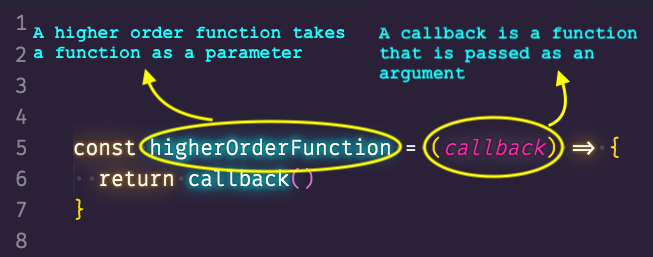 1
A higher order function takes
2 a function as a parameter
A callback is a function
that is passed as an
argument
3
4
5 const higherOrderFunction = (callback) ⇒ {
6 ··return·callback()
7 }
8